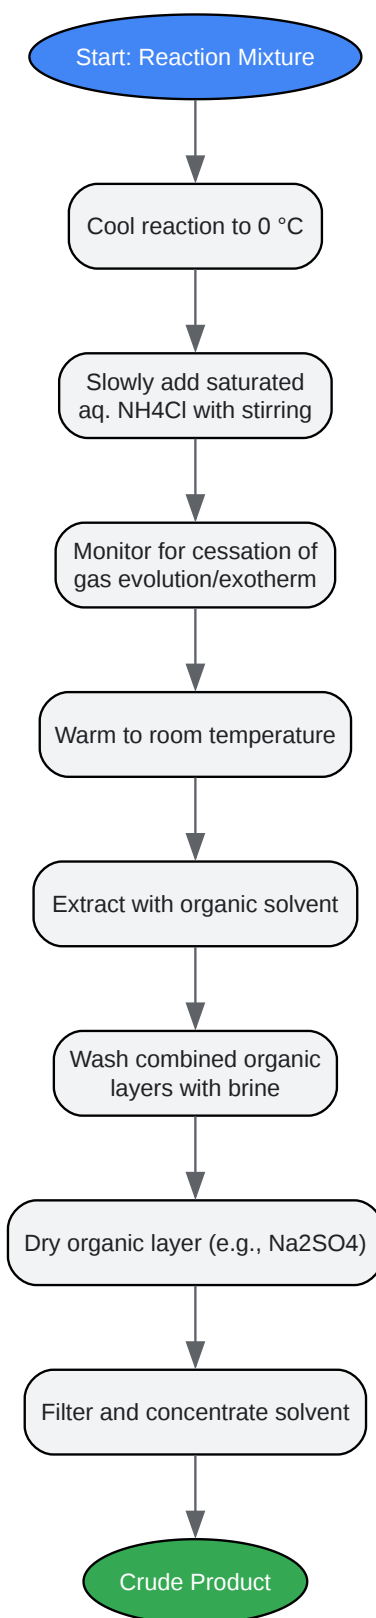 Start: Reaction Mixture
Cool reaction to 0 °C
Slowly add saturated
aq. NH4Cl with stirring
Monitor for cessation of
gas evolution/exotherm
Warm to room temperature
Extract with organic solvent
Wash combined organic
layers with brine
Dry organic layer (e.g., Na2SO4)
Filter and concentrate solvent
Crude Product